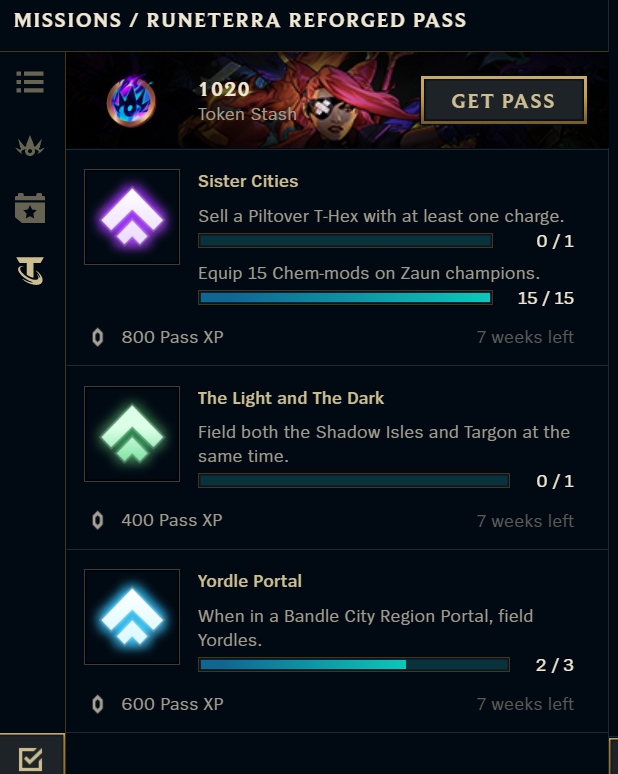 MISSIONS / RUNETERRA REFORGED PASS
1020
Token Stash
GET PASS
Sister Cities
Sell a Piltover T-Hex with at least one charge.
0 / 1
Equip 15 Chem-mods on Zaun champions.
15 / 15
800 Pass XP
7 weeks left
The Light and The Dark
Field both the Shadow Isles and Targon at the
same time.
0 / 1
400 Pass XP
7 weeks left
Yordle Portal
When in a Bandle City Region Portal, field
Yordles.
2 / 3
600 Pass XP
7 weeks left